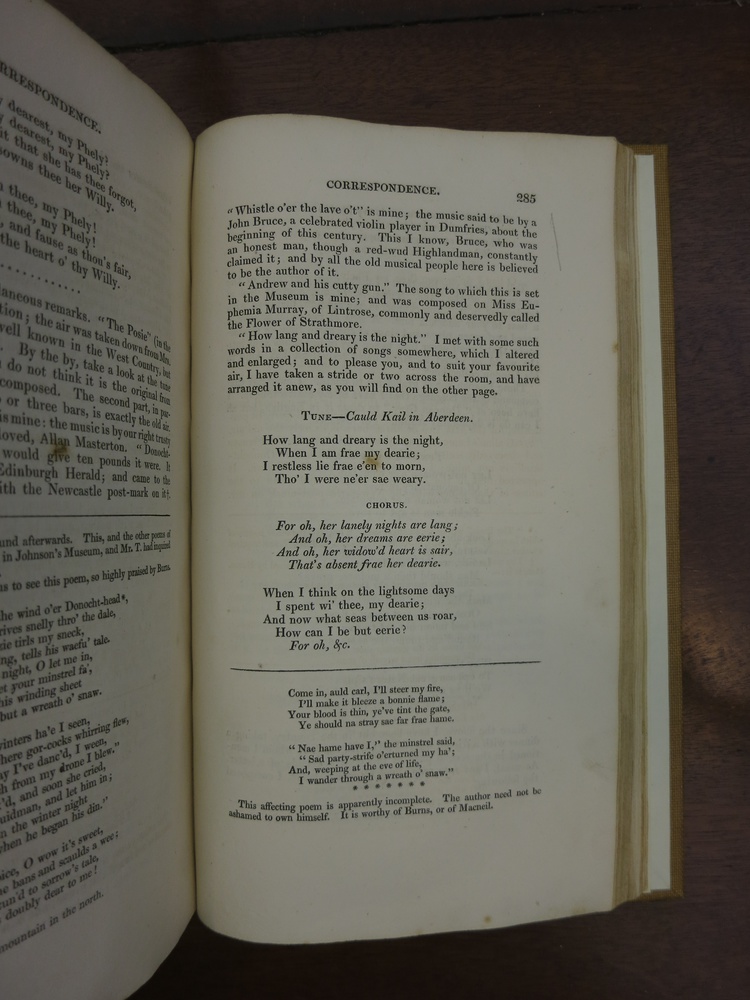 RRESPONDENCE.
dearest, my Phely?
dearest, my Phely?
it that she has thee forgot,
owns thee her Willy.
thee, my Phely!
thee, my Phely!
and fause as thou's fair,
the heart o' thy Willy.
. . . . . . . . . . .
laneous remarks. "The Posie" (in the
tion; the air was taken down from Mrs.
well known in the West Country, but
By the by, take a look at the tune
do not think it is the original from
composed. The second part, in par-
or three bars, is exactly the old air.
is mine: the music is by our right trusty
loved, Allan Masterton. "Donocht-
would give ten pounds it were. It
Edinburgh Herald; and came to the
with the Newcastle post-mark on it†.
und afterwards. This, and the other poems of
in Johnson's Museum, and Mr. T. had inquired
us to see this poem, so highly praised by Burns.
he wind o'er Donocht-head*,
rives snelly thro' the dale,
zie tirls my sneck,
ng, tells his waefu' tale.
night, O let me in,
et your minstrel fa',
his winding sheet
but a wreath o' snaw.
winters ha'e I seen,
here gor-cocks whirring flew,
ay I've danc'd, I ween,
h from my drone I blew."
'd, and soon she cried,
uidman, and let him in;
n the winter night
hen he began his din."
oice, O wow it's sweet,
e bans and scaulds a wee;
tun'd to sorrow's tale,
doubly dear to me!
mountain in the north.
CORRESPONDENCE. 285
"Whistle o'er the lave o't" is mine; the music said to be by a
John Bruce, a celebrated violin player in Dumfries, about the
beginning of this century. This I know, Bruce, who was
an honest man, though a red-wud Highlandman, constantly
claimed it; and by all the old musical people here is believed
to be the author of it.
"Andrew and his cutty gun." The song to which this is set
in the Museum is mine; and was composed on Miss Eu-
phemia Murray, of Lintrose, commonly and deservedly called
the Flower of Strathmore.
"How lang and dreary is the night." I met with some such
words in a collection of songs somewhere, which I altered
and enlarged; and to please you, and to suit your favourite
air, I have taken a stride or two across the room, and have
arranged it anew, as you will find on the other page.
TUNE—Cauld Kail in Aberdeen.
How lang and dreary is the night,
When I am frae my dearie;
I restless lie frae e'en to morn,
Tho' I were ne'er sae weary.
CHORUS.
For oh, her lanely nights are lang;
And oh, her dreams are eerie;
And oh, her widow'd heart is sair,
That's absent frae her dearie.
When I think on the lightsome days
I spent wi' thee, my dearie;
And now what seas between us roar,
How can I be but eerie?
For oh, &c.
Come in, auld carl, I'll steer my fire,
I'll make it bleeze a bonnie flame;
Your blood is thin, ye've tint the gate,
Ye should na stray sae far frae hame.
"Nae hame have I," the minstrel said,
"Sad party-strife o'erturned my ha';
And, weeping at the eve of life,
I wander through a wreath o' snaw."
* * * * * * *
This affecting poem is apparently incomplete. The author need not be
ashamed to own himself. It is worthy of Burns, or of Macneil.